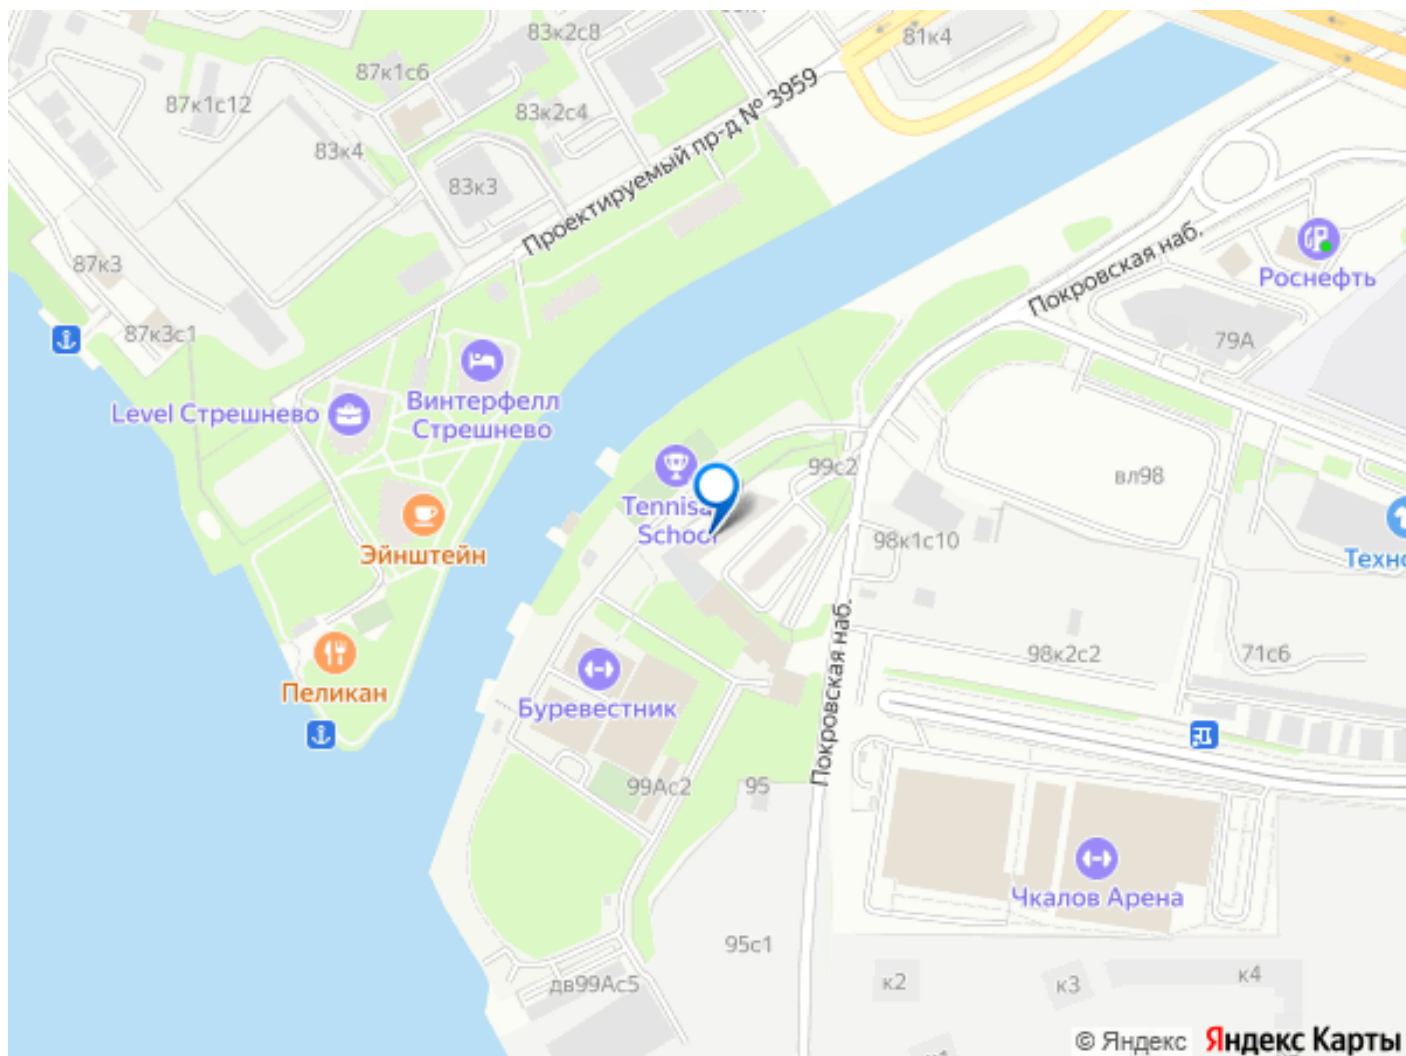 83к2с8
81к4
87к1с6
87к1с12
83к2с4
83к4
83к3
Проектируемый пр-д № 3959
87к3
87к3с1
Покровская наб.
Роснефть
79А
Level Стрешнево
Винтерфелл
Стрешнево
99с2
вл98
Tennisa
School
Эйнштейн
98к1с10
Техно
Покровская наб.
98к2с2
71с6
Пеликан
Буревестник
99Ас2
95
Чкалов Арена
95с1
дв99Ас5
к2
к3
к4
© Яндекс Яндекс Карты